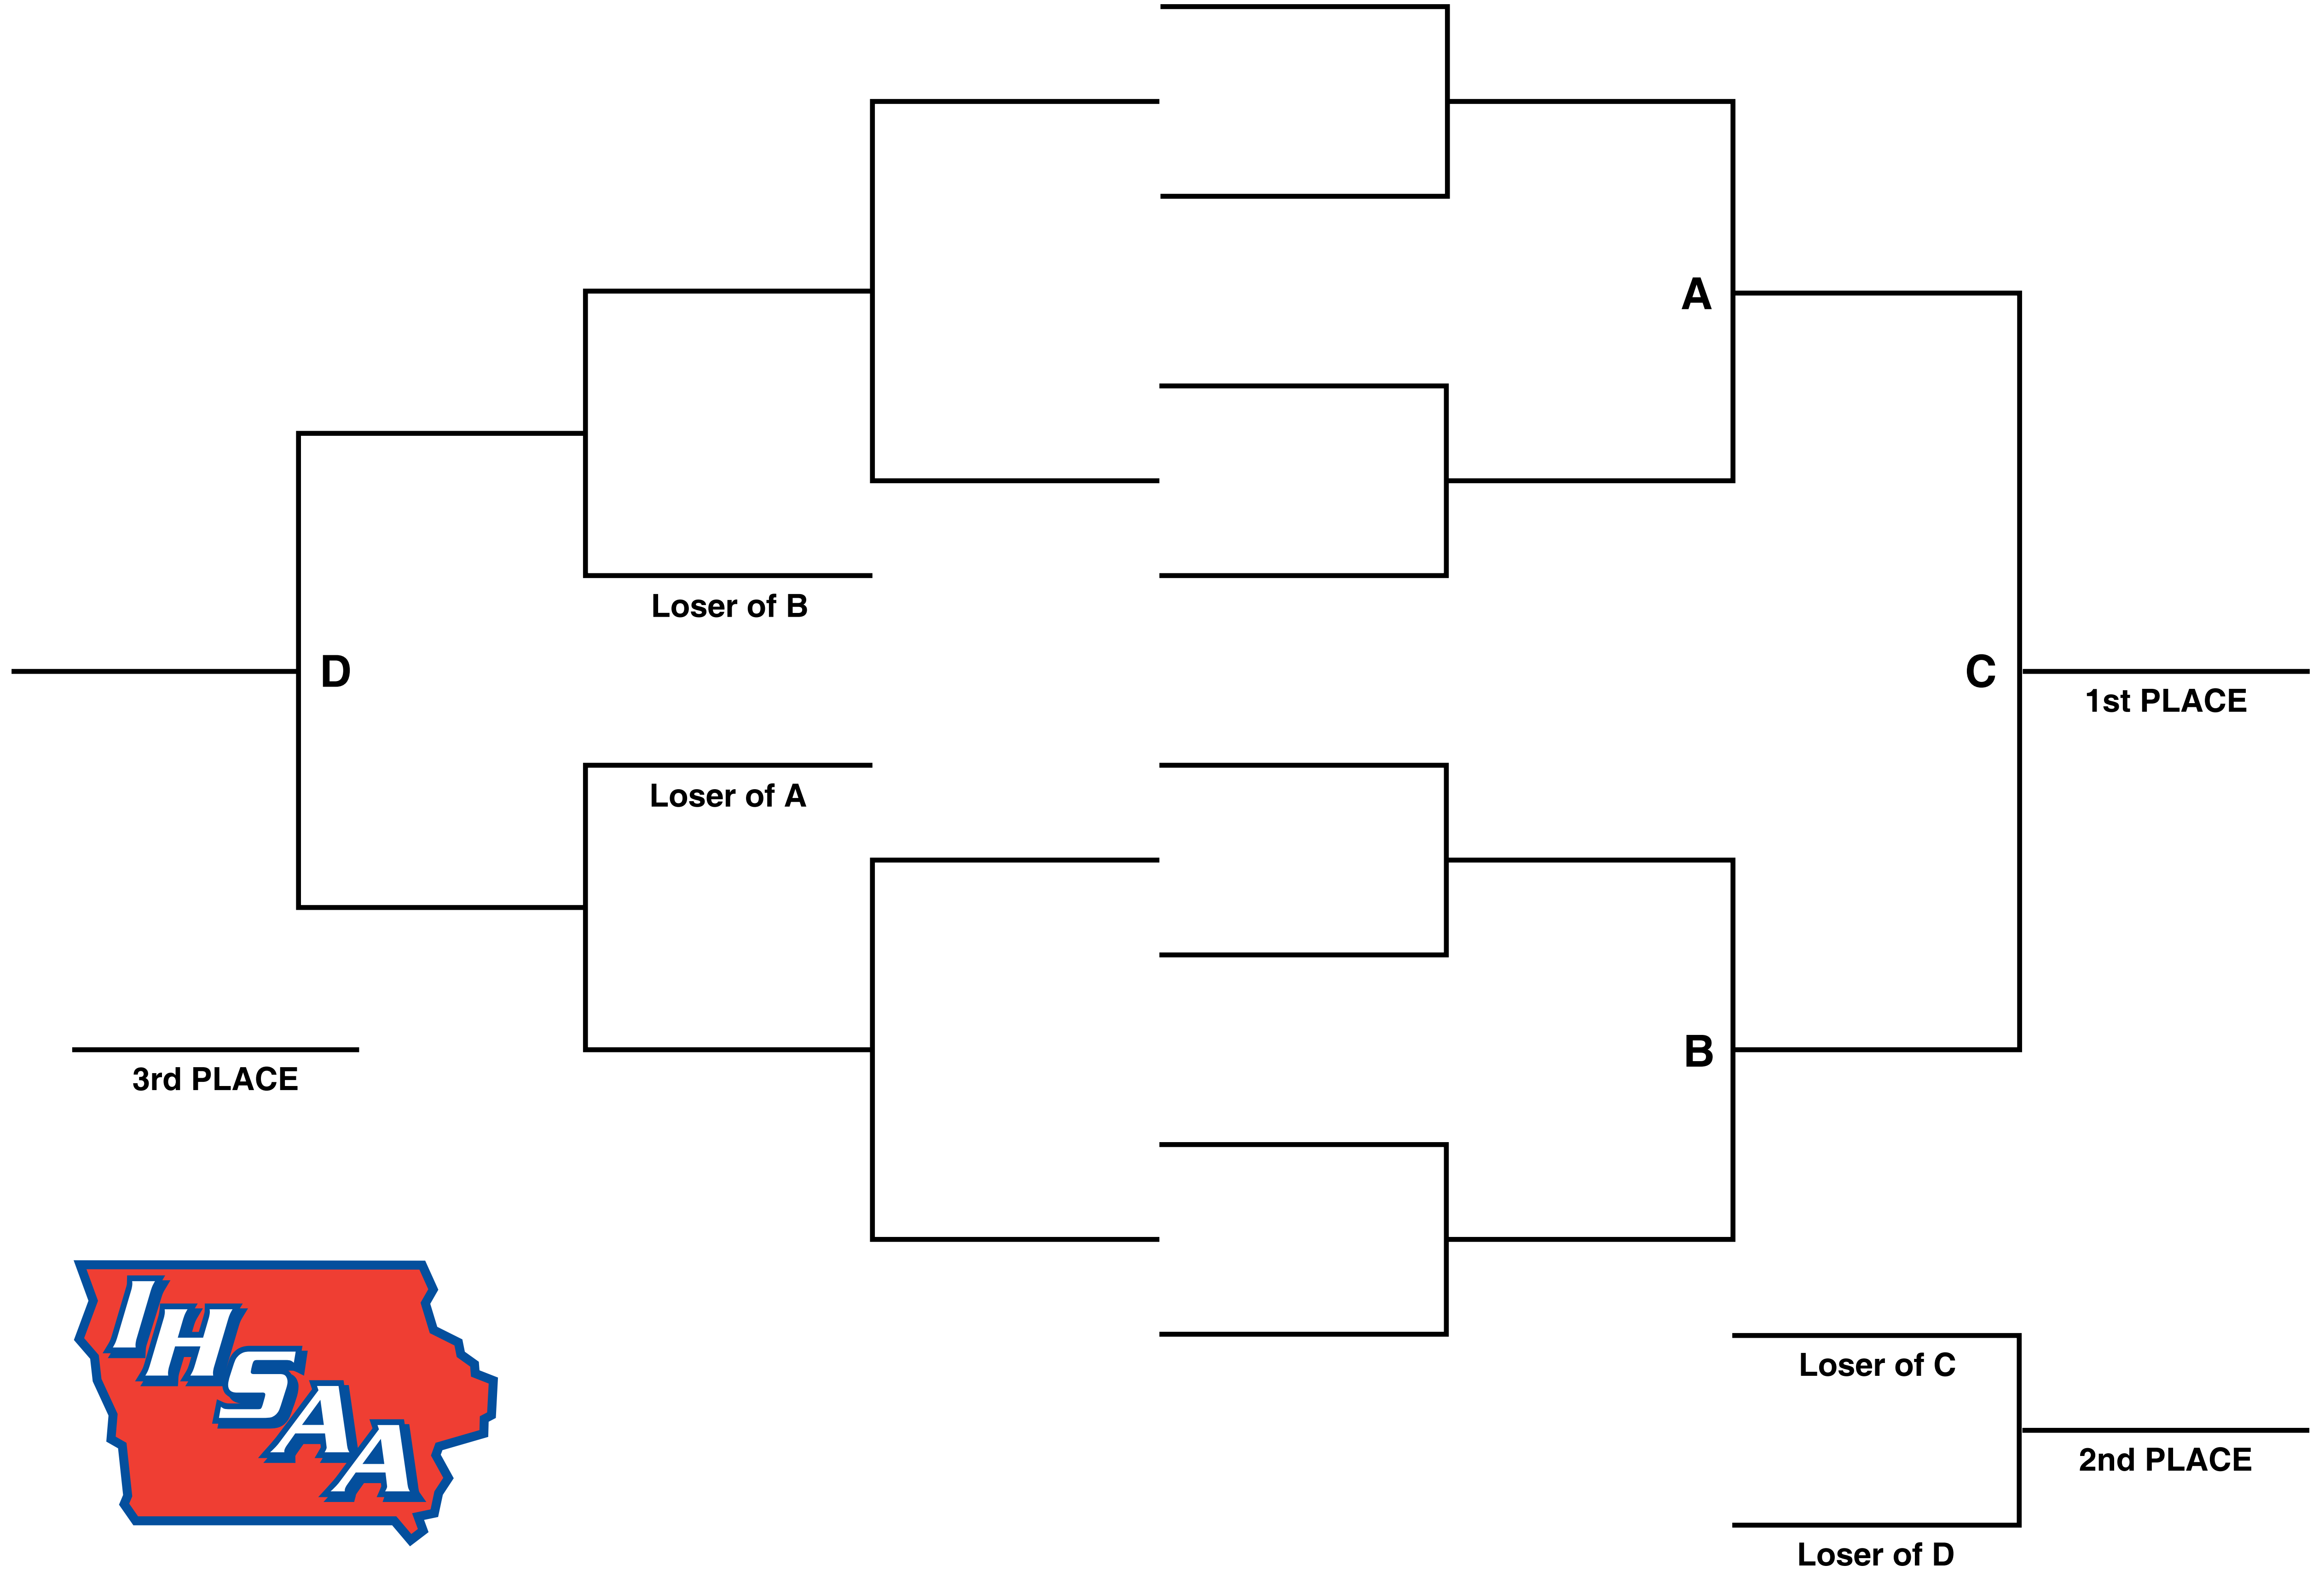 A
Loser of B
D
C
1st PLACE
Loser of A
B
3rd PLACE
IHSAA
Loser of C
2nd PLACE
Loser of D